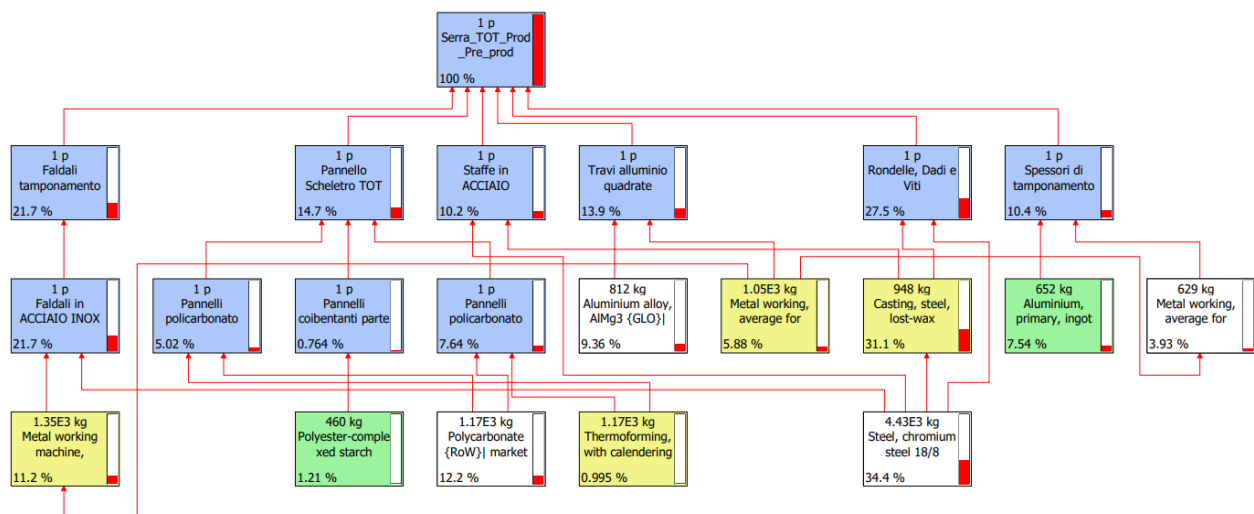 1 p
Serra_TOT_Prod
_Pre_prod
100 %
1 p
Faldali
tamponamento
21.7 %
1 p
Pannello
Scheletro TOT
14.7 %
1 p
Staffe in
ACCIAIO
10.2 %
1 p
Travi alluminio
quadrate
13.9 %
1 p
Rondelle, Dadi e
Viti
27.5 %
1 p
Spessori di
tamponamento
10.4 %
1 p
Faldali in
ACCIAIO INOX
21.7 %
1 p
Pannelli
policarbonato
5.02 %
1 p
Pannelli
coibentanti parte
0.764 %
1 p
Pannelli
policarbonato
7.64 %
812 kg
Aluminium alloy,
AlMg3 {GLO}|
9.36 %
1.05E3 kg
Metal working,
average for
5.88 %
948 kg
Casting, steel,
lost-wax
31.1 %
652 kg
Aluminium,
primary, ingot
7.54 %
629 kg
Metal working,
average for
3.93 %
1.35E3 kg
Metal working
machine,
11.2 %
460 kg
Polyester-comple
xed starch
1.21 %
1.17E3 kg
Polycarbonate
{RoW}| market
12.2 %
1.17E3 kg
Thermoforming,
with calendering
0.995 %
4.43E3 kg
Steel, chromium
steel 18/8
34.4 %